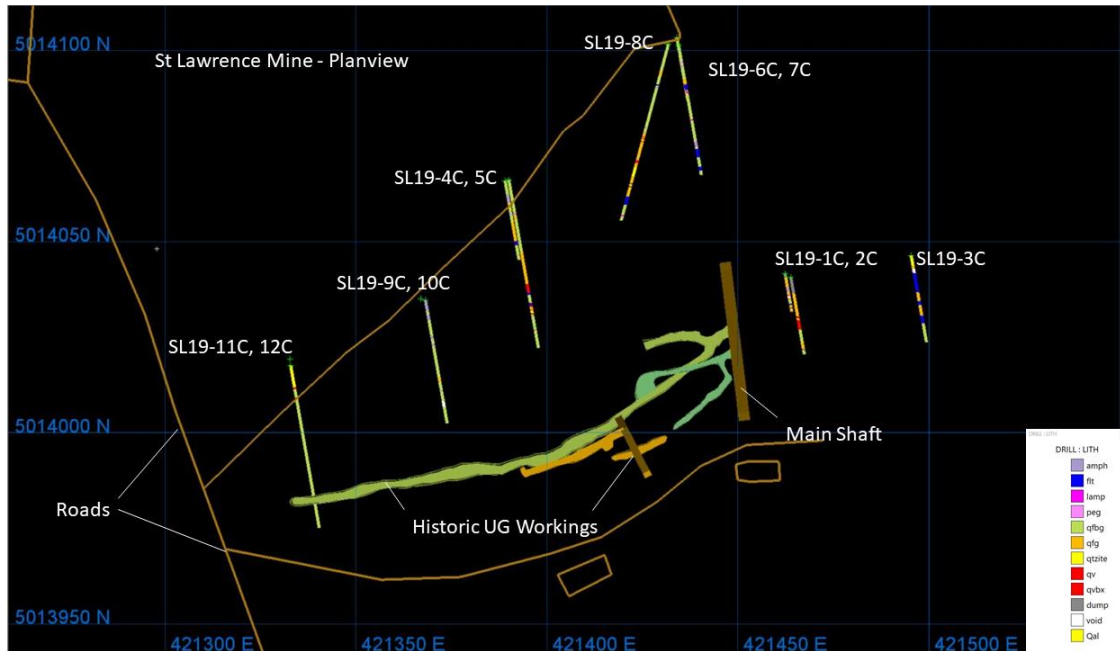 5014100 N
St Lawrence Mine - Planview
SL19-8C
SL19-6C, 7C
SL19-4C, 5C
5014050 N
SL19-1C, 2C
SL19-3C
SL19-9C, 10C
SL19-11C, 12C
5014000 N
Main Shaft
Roads
Historic UG Workings
5013950 N
421300 E
421350 E
421400 E
421450 E
421500 E
DRILL : LITH
DRILL : LITH
amph
flt
lamp
peg
qfbg
qfg
qtzite
qv
qvbx
dump
void
Qal